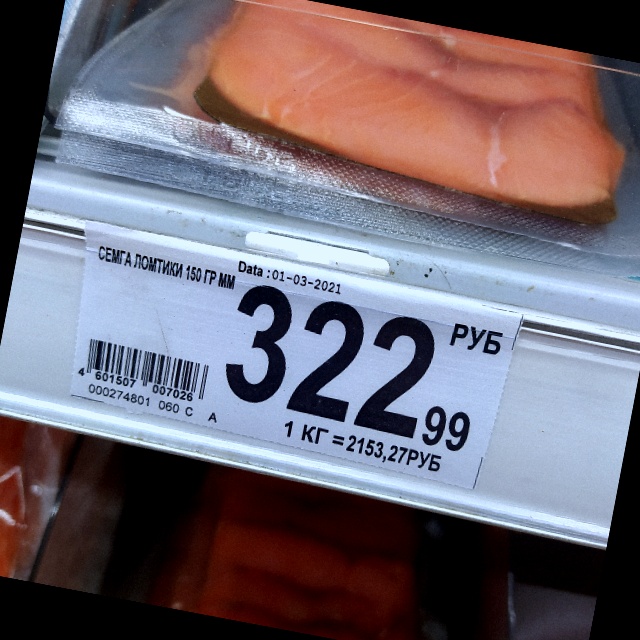 СЕМГА ЛОМТИКИ 150 ГР ММ
Data :01-03-2021
322 99 РУБ
4 601507 007026
000274801 060 С А
1 КГ = 2153,27РУБ